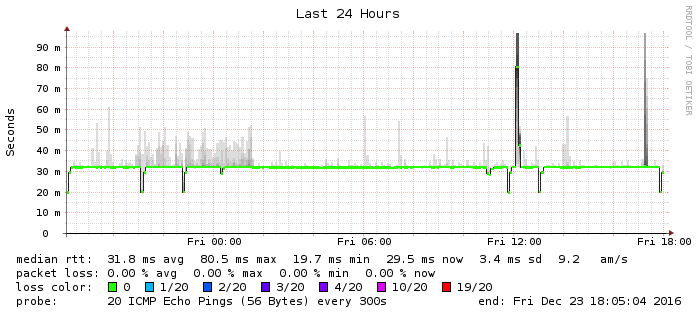 Last 24 Hours
RRDTOOL / TOBI OETIKER
Seconds
90 m
80 m
70 m
60 m
50 m
40 m
30 m
20 m
10 m
0
Fri 00:00 Fri 06:00 Fri 12:00 Fri 18:00
median rtt: 31.8 ms avg 80.5 ms max 19.7 ms min 29.5 ms now 3.4 ms sd 9.2 am/s
packet loss: 0.00 % avg 0.00 % max 0.00 % min 0.00 % now
loss color: 0 1/20 2/20 3/20 4/20 10/20 19/20
probe: 20 ICMP Echo Pings (56 Bytes) every 300s end: Fri Dec 23 18:05:04 2016